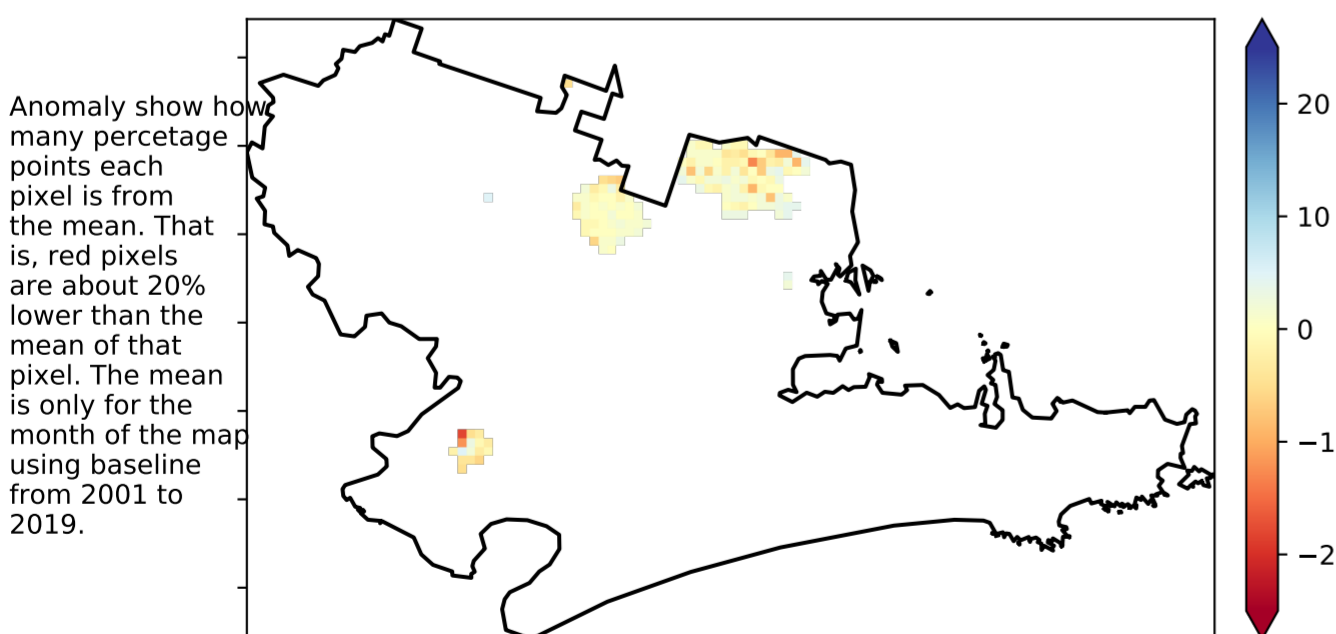 Anomaly show how
many percetage
points each
pixel is from
the mean. That
is, red pixels
are about 20%
lower than the
mean of that
pixel. The mean
is only for the
month of the map
using baseline
from 2001 to
2019.
20
10
0
−1
−2